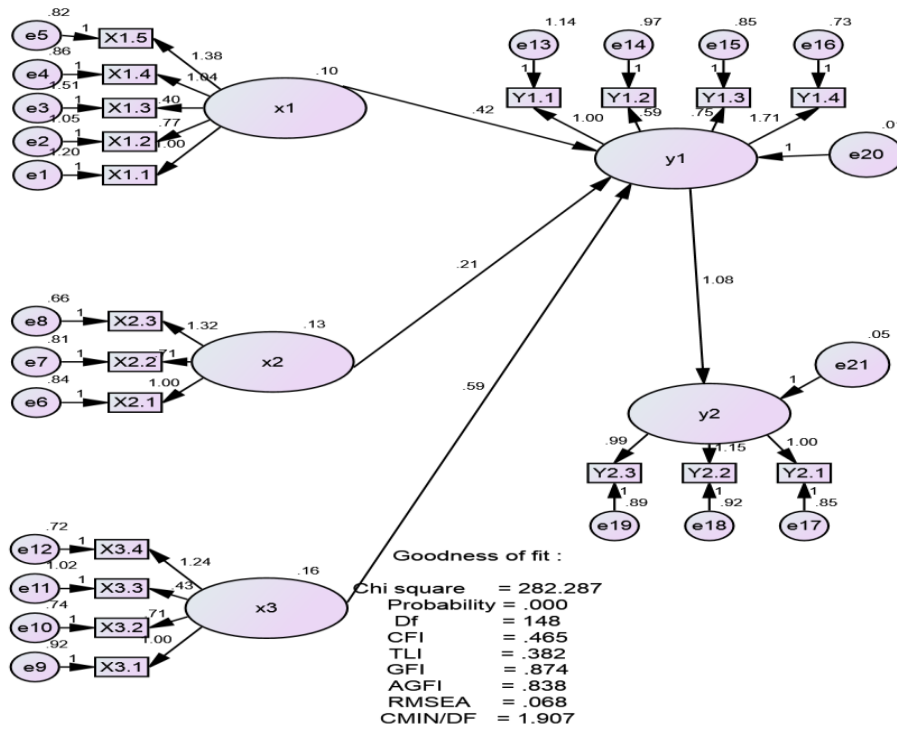 .82
e5 1 X1.5
1.38
.86
e4 1 X1.4
1.04
1.51
e3 1 X1.3
.40
1.05
e2 1 X1.2
.77
1.20
e1 1 X1.1
1.00
.10
x1
.42
1.14 .97 .85 .73
e13 e14 e15 e16
1 1 1 1
Y1.1 Y1.2 Y1.3 Y1.4
1.00 .59 .75 1.71
y1
1
e20
.21
1.08
.66
e8 1 X2.3
1.32
.81
e7 1 X2.2
.71
.84
e6 1 X2.1
1.00
.13
x2
.59
.05
e21
1
y2
.99 1.15 1.00
Y2.3 Y2.2 Y2.1
1 1 1
.89 .92 .85
e19 e18 e17
.72
e12 1 X3.4
1.24
1.02
e11 1 X3.3
.43
.74
e10 1 X3.2
.71
.92
e9 1 X3.1
1.00
.16
x3
Goodness of fit :
Chi square = 282.287
Probability = .000
Df = 148
CFI = .465
TLI = .382
GFI = .874
AGFI = .838
RMSEA = .068
CMIN/DF = 1.907